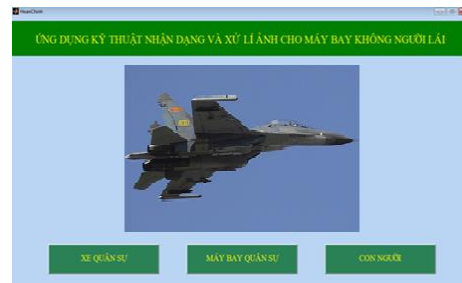 HoanChinh
ỨNG DỤNG KỸ THUẬT NHẬN DẠNG VÀ XỬ LÍ ẢNH CHO MÁY BAY KHÔNG NGƯỜI LÁI
XE QUÂN SỰ
MÁY BAY QUÂN SỰ
CON NGƯỜI